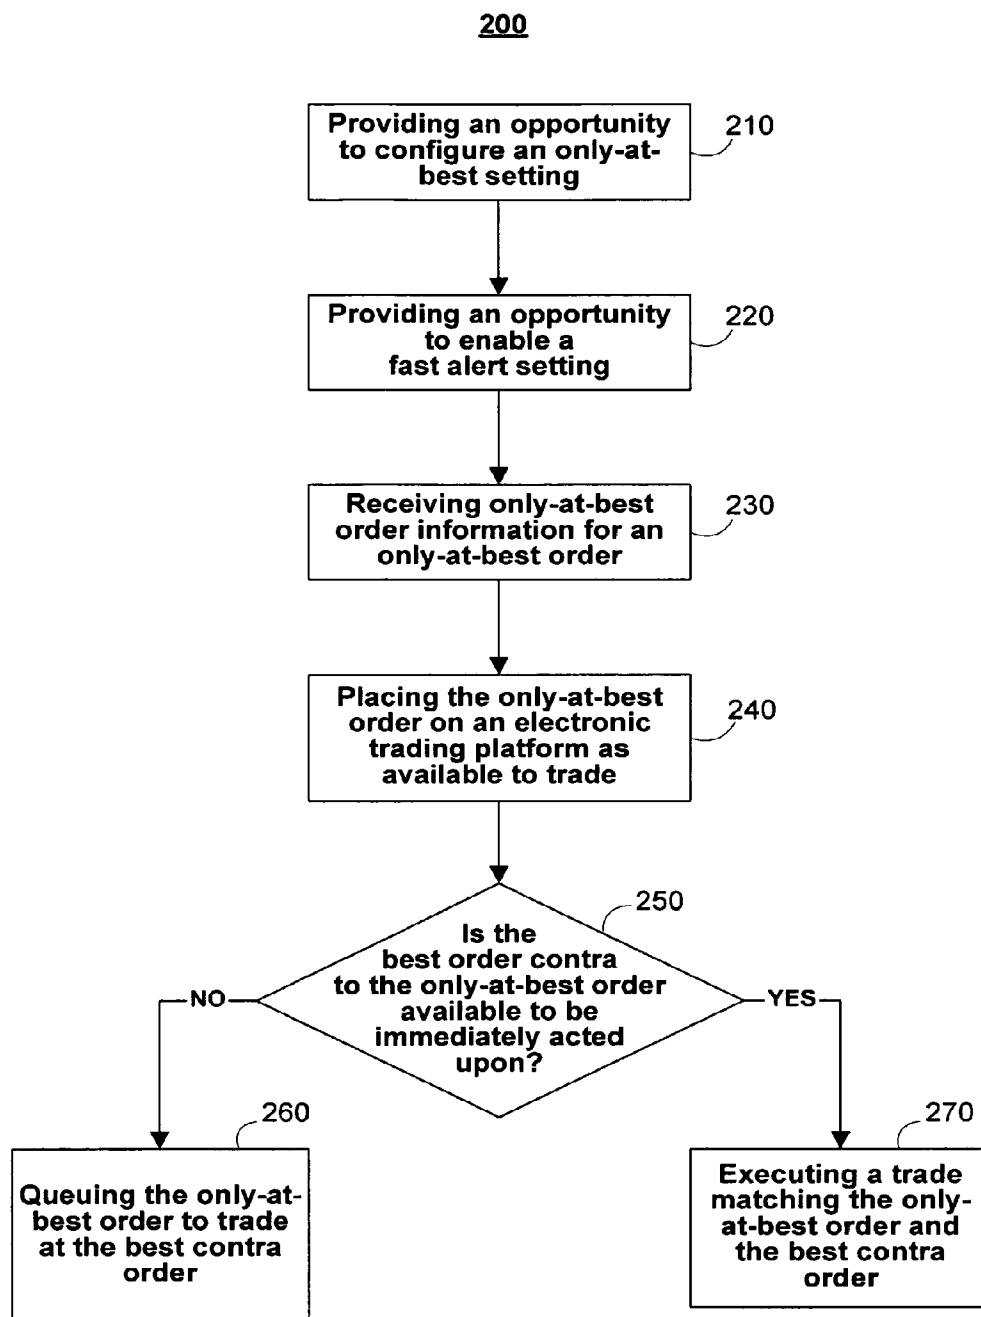 200
Providing an opportunity
to configure an only-at-
best setting
210
Providing an opportunity
to enable a
fast alert setting
220
Receiving only-at-best
order information for an
only-at-best order
230
Placing the only-at-best
order on an electronic
trading platform as
available to trade
240
250
Is the
best order contra
to the only-at-best order
available to be
immediately acted
upon?
NO
YES
260
Queuing the only-at-
best order to trade
at the best contra
order
270
Executing a trade
matching the only-
at-best order and
the best contra
order